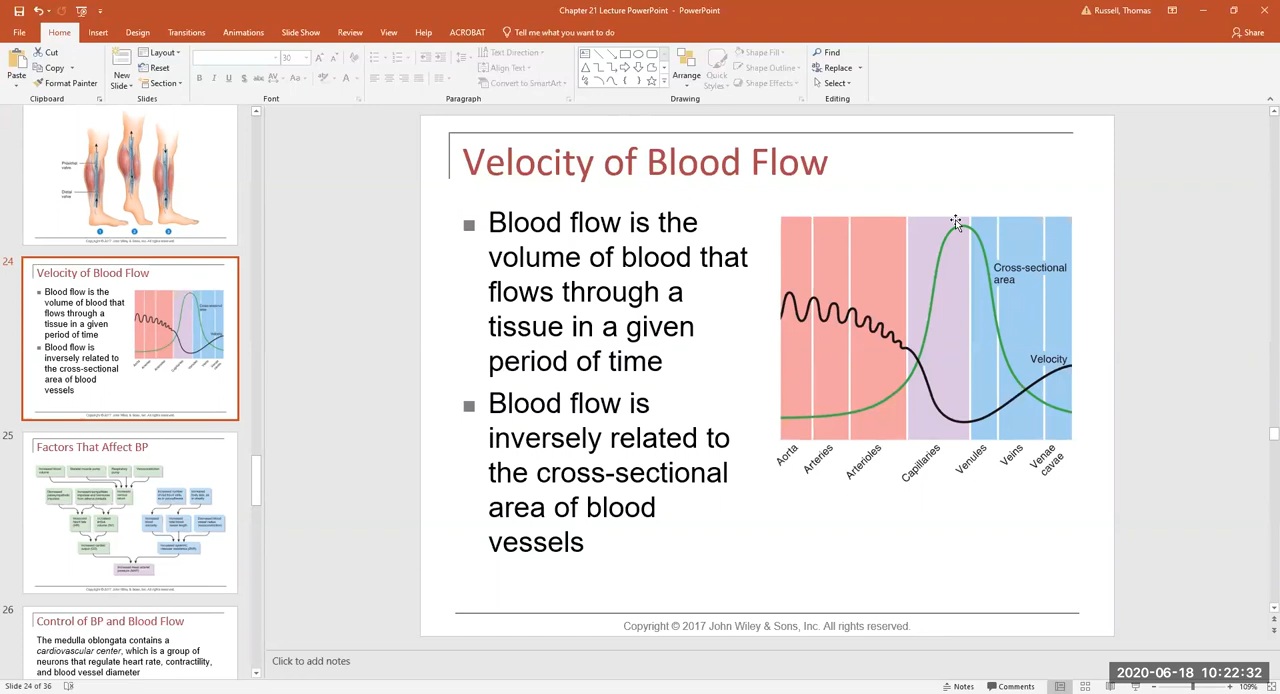 Chapter 21 Lecture PowerPoint - PowerPoint
Russell, Thomas
File Home Insert Design Transitions Animations Slide Show Review View Help ACROBAT Tell me what you want to do
Share
Paste
Cut
Copy
Format Painter
Clipboard
New
Slide
Layout
Reset
Section
Slides
30
Font
Text Direction
Align Text
Convert to SmartArt
Paragraph
Arrange
Quick
Styles
Shape Fill
Shape Outline
Shape Effects
Drawing
Find
Replace
Select
Editing
24
Velocity of Blood Flow
Blood flow is the
volume of blood that
flows through a
tissue in a given
period of time
Blood flow is
inversely related to
the cross-sectional
area of blood
vessels
25
Factors That Affect BP
26
Control of BP and Blood Flow
The medulla oblongata contains a
cardiovascular center, which is a group of
neurons that regulate heart rate, contractility,
and blood vessel diameter
Velocity of Blood Flow
Blood flow is the
volume of blood that
flows through a
tissue in a given
period of time
Blood flow is
inversely related to
the cross-sectional
area of blood
vessels
Cross-sectional
area
Velocity
Aorta
Arteries
Arterioles
Capillaries
Venules
Veins
Venae
cavae
Copyright © 2017 John Wiley & Sons, Inc. All rights reserved.
Click to add notes
2020-06-18 10:22:32
Slide 24 of 36
Notes
Comments
109%